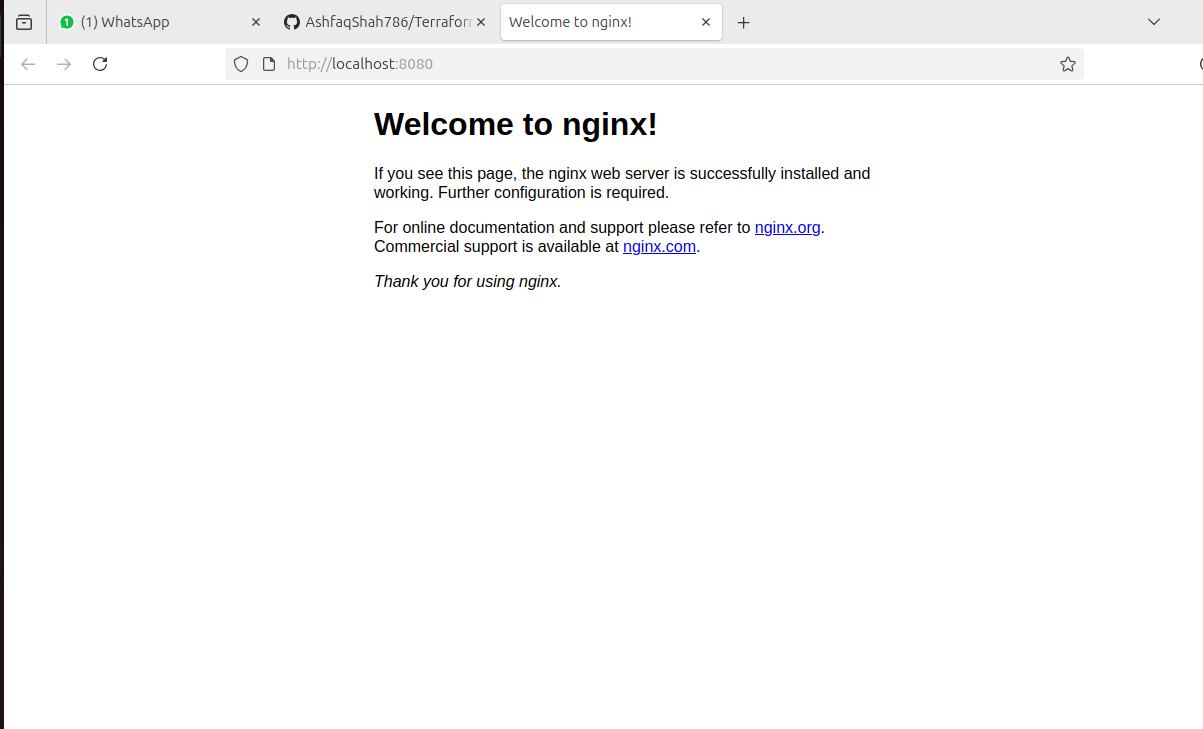 1 (1) WhatsApp
AshfaqShah786/Terraform
Welcome to nginx!
http://localhost:8080
Welcome to nginx!
If you see this page, the nginx web server is successfully installed and
working. Further configuration is required.
For online documentation and support please refer to nginx.org.
Commercial support is available at nginx.com.
Thank you for using nginx.